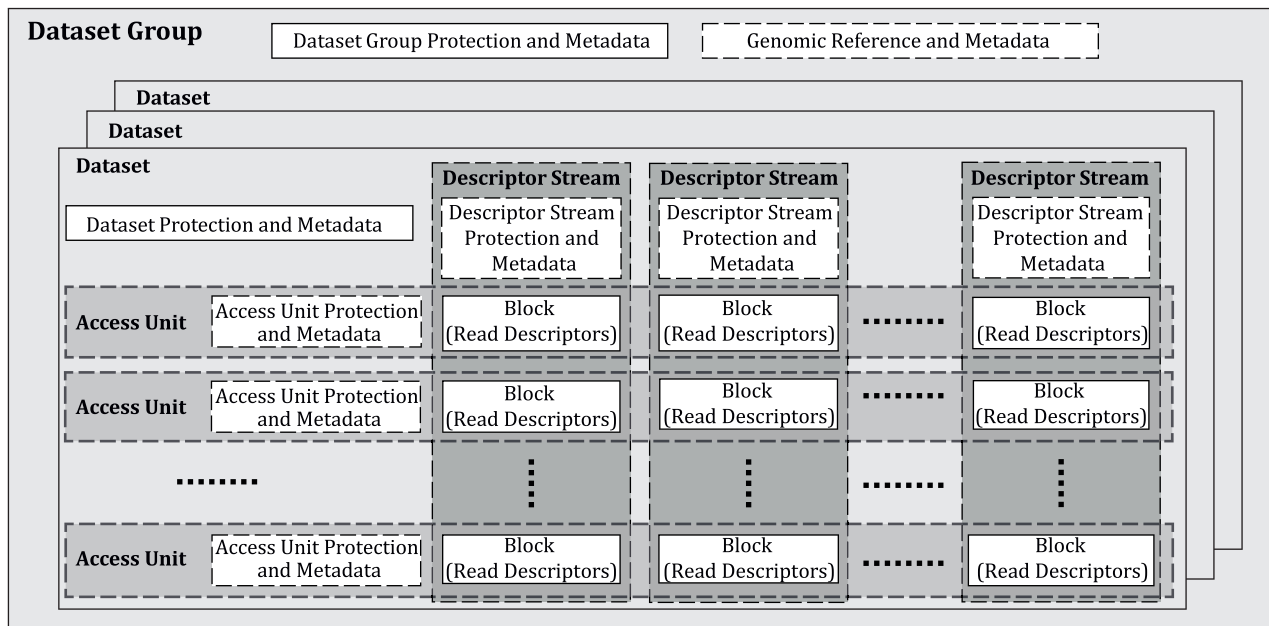 Dataset Group
Dataset Group Protection and Metadata
Genomic Reference and Metadata
Dataset
Dataset
Dataset
Dataset Protection and Metadata
Descriptor Stream
Descriptor Stream
Protection and
Metadata
Descriptor Stream
Descriptor Stream
Protection and
Metadata
Descriptor Stream
Descriptor Stream
Protection and
Metadata
Access Unit
Access Unit Protection
and Metadata
Block
(Read Descriptors)
Block
(Read Descriptors)
Block
(Read Descriptors)
Access Unit
Access Unit Protection
and Metadata
Block
(Read Descriptors)
Block
(Read Descriptors)
Block
(Read Descriptors)
Access Unit
Access Unit Protection
and Metadata
Block
(Read Descriptors)
Block
(Read Descriptors)
Block
(Read Descriptors)